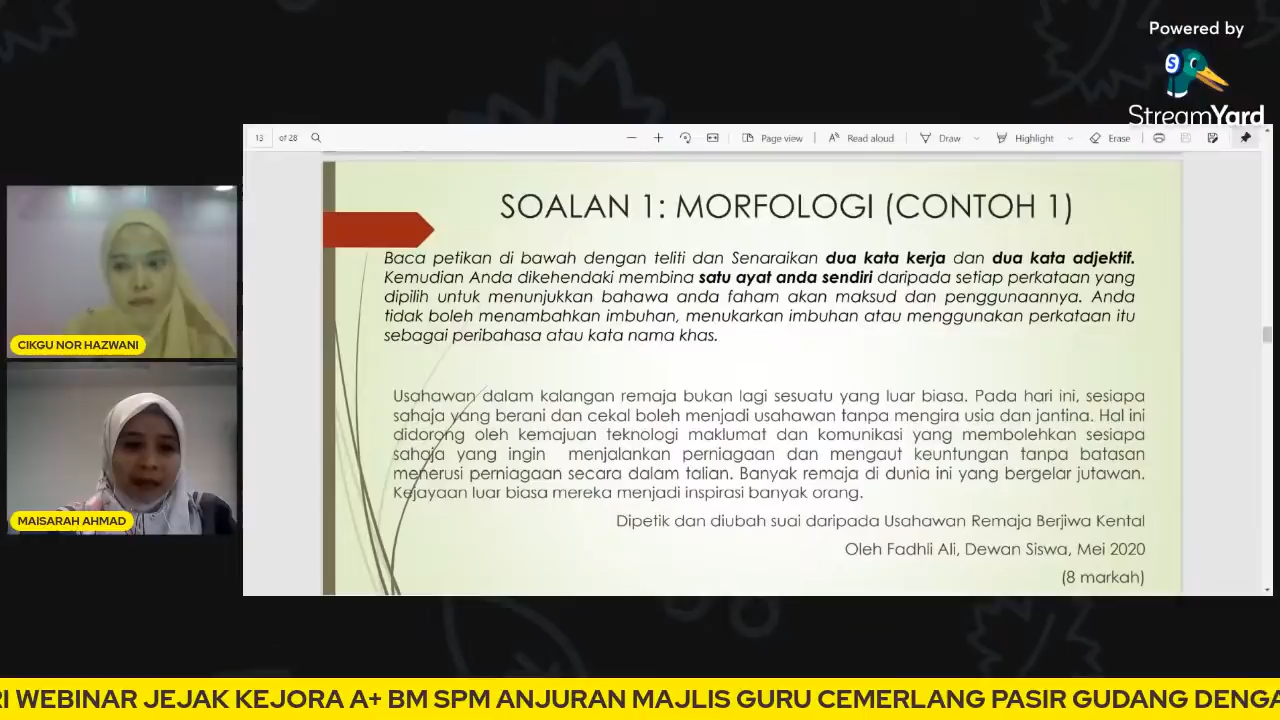 Powered by
StreamYard
13 of 28
Page view
Read aloud
Draw
Highlight
Erase
SOALAN 1: MORFOLOGI (CONTOH 1)
Baca petikan di bawah dengan teliti dan Senaraikan dua kata kerja dan dua kata adjektif.
Kemudian Anda dikehendaki membina satu ayat anda sendiri daripada setiap perkataan yang
dipilih untuk menunjukkan bahawa anda faham akan maksud dan penggunaannya. Anda
tidak boleh menambahkan imbuhan, menukarkan imbuhan atau menggunakan perkataan itu
sebagai peribahasa atau kata nama khas.
Usahawan dalam kalangan remaja bukan lagi sesuatu yang luar biasa. Pada hari ini, sesiapa
sahaja yang berani dan cekal boleh menjadi usahawan tanpa mengira usia dan jantina. Hal ini
didorong oleh kemajuan teknologi maklumat dan komunikasi yang membolehkan sesiapa
sahaja yang ingin menjalankan perniagaan dan mengaut keuntungan tanpa batasan
menerusi perniagaan secara dalam talian. Banyak remaja di dunia ini yang bergelar jutawan.
Kejayaan luar biasa mereka menjadi inspirasi banyak orang.
Dipetik dan diubah suai daripada Usahawan Remaja Berjiwa Kental
Oleh Fadhli Ali, Dewan Siswa, Mei 2020
(8 markah)
CIKGU NOR HAZWANI
MAISARAH AHMAD
RI WEBINAR JEJAK KEJORA A+ BM SPM ANJURAN MAJLIS GURU CEMERLANG PASIR GUDANG DENGA